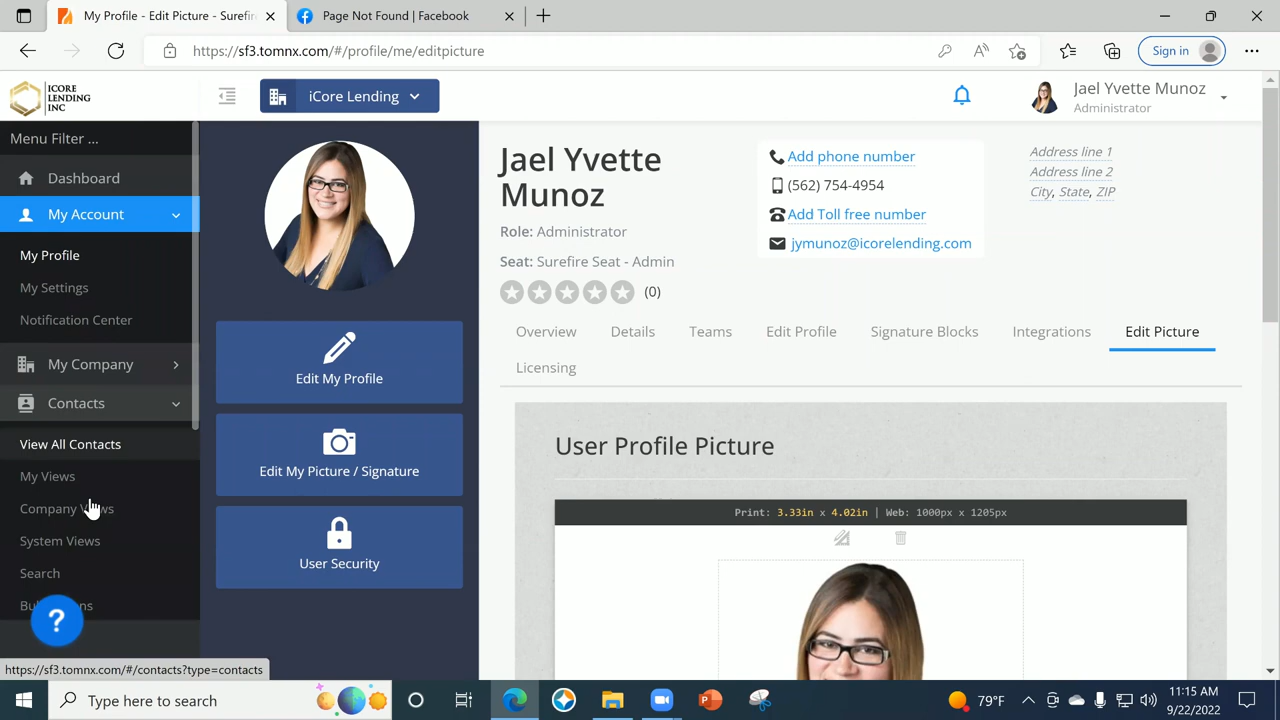 My Profile - Edit Picture - Surefir
Page Not Found | Facebook
https://sf3.tomnx.com/#/profile/me/editpicture
Sign in
ICORE
LENDING
INC
iCore Lending
Jael Yvette Munoz
Administrator
Menu Filter ...
Dashboard
My Account
My Profile
My Settings
Notification Center
My Company
Contacts
View All Contacts
My Views
Company Views
System Views
Search
?
https://sf3.tomnx.com/#/contacts?type=contacts
Edit My Profile
Edit My Picture / Signature
User Security
Jael Yvette
Munoz
Role: Administrator
Seat: Surefire Seat - Admin
(0)
Add phone number
(562) 754-4954
Add Toll free number
jymunoz@icorelending.com
Address line 1
Address line 2
City, State, ZIP
Overview
Details
Teams
Edit Profile
Signature Blocks
Integrations
Edit Picture
Licensing
User Profile Picture
Print: 3.33in x 4.02in | Web: 1000px x 1205px
Type here to search
79°F
11:15 AM
9/22/2022